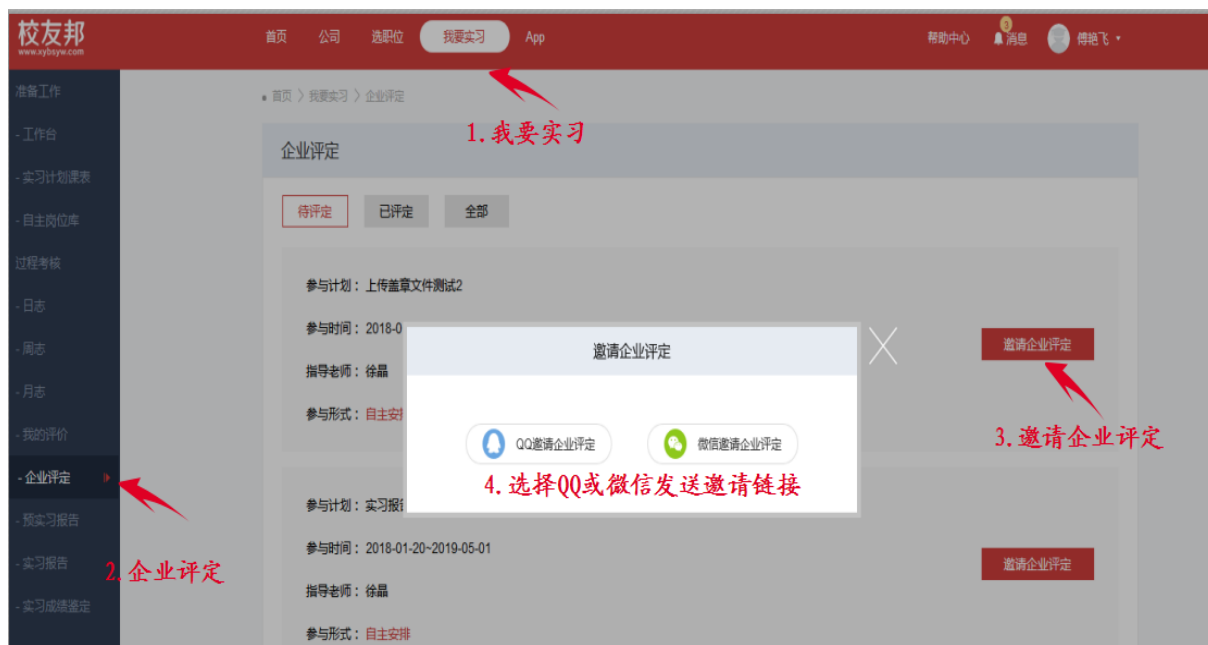 校友邦
www.xybsyw.com
首页 公司 选职位 我要实习 App
帮助中心 3 消息 傅艳飞
准备工作
- 工作台
- 实习计划课表
- 自主岗位库
过程考核
- 日志
- 周志
- 月志
- 我的评价
- 企业评定
- 预实习报告
- 实习报告
- 实习成绩鉴定
首页 〉我要实习 〉企业评定
1.我要实习
企业评定
待评定 已评定 全部
参与计划：上传盖章文件测试2
参与时间：2018-0
指导老师：徐晶
参与形式：自主安排
邀请企业评定
3.邀请企业评定
邀请企业评定
QQ邀请企业评定 微信邀请企业评定
4.选择QQ或微信发送邀请链接
参与计划：实习报告
参与时间：2018-01-20~2019-05-01
指导老师：徐晶
参与形式：自主安排
邀请企业评定
2.企业评定